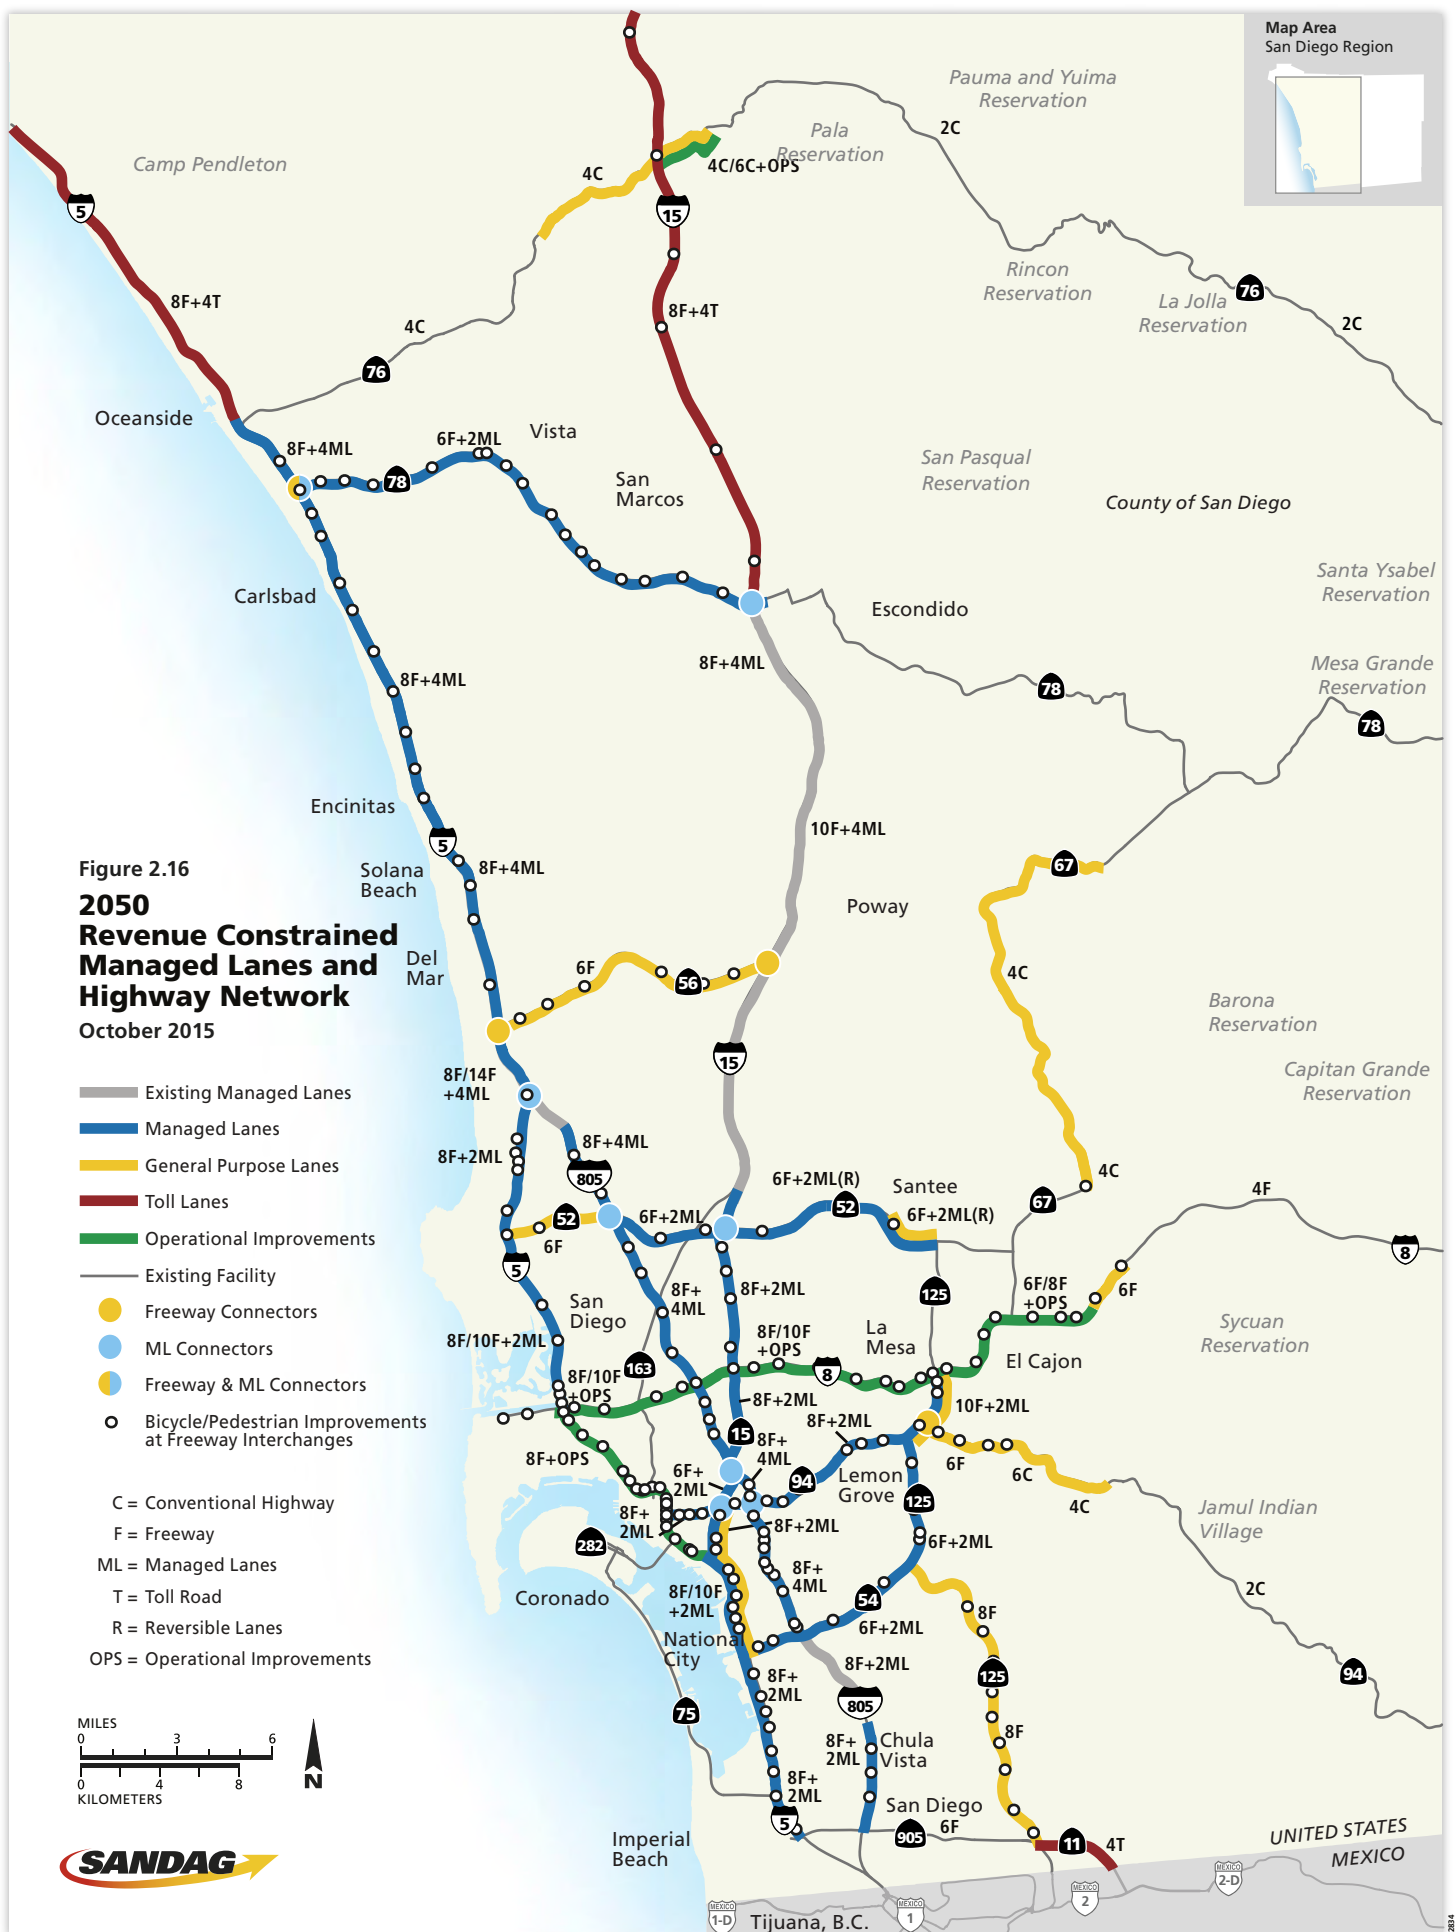 Map Area
San Diego Region
Pauma and Yuima
Reservation
2C
Pala
Reservation
4C/6C+OPS
4C
Camp Pendleton
5
15
Rincon
Reservation
La Jolla
Reservation
76
2C
8F+4T
8F+4T
4C
76
Oceanside
8F+4ML
6F+2ML
Vista
78
San
Marcos
San Pasqual
Reservation
County of San Diego
Santa Ysabel
Reservation
Carlsbad
Escondido
8F+4ML
8F+4ML
Mesa Grande
Reservation
78
78
Encinitas
5
10F+4ML
Solana
Beach
8F+4ML
67
Poway
Figure 2.16
2050
Revenue Constrained
Managed Lanes and
Highway Network
October 2015
Del
Mar
6F
56
4C
Barona
Reservation
Capitan Grande
Reservation
15
8F/14F
+4ML
Existing Managed Lanes
Managed Lanes
General Purpose Lanes
Toll Lanes
Operational Improvements
Existing Facility
Freeway Connectors
ML Connectors
Freeway & ML Connectors
Bicycle/Pedestrian Improvements
at Freeway Interchanges
C = Conventional Highway
F = Freeway
ML = Managed Lanes
T = Toll Road
R = Reversible Lanes
OPS = Operational Improvements
8F+4ML
8F+2ML
805
6F+2ML(R)
Santee
4C
52
67
4F
52
6F
6F+2ML
6F+2ML(R)
8
5
125
6F/8F
+OPS
6F
San
Diego
8F+
4ML
8F+2ML
Sycuan
Reservation
8F/10F+2ML
8F/10F
+OPS
La
Mesa
El Cajon
163
8
8F/10F
+OPS
8F+2ML
10F+2ML
8F+2ML
15
8F+OPS
8F+
4ML
6F
6C
4C
6F+
2ML
94
Lemon
Grove
125
Jamul Indian
Village
8F+
2ML
8F+2ML
6F+2ML
282
8F+
4ML
Coronado
8F/10F
+2ML
54
2C
8F
National
City
6F+2ML
8F+2ML
94
125
8F+
2ML
75
805
8F
8F+
2ML
Chula
Vista
8F+
2ML
San Diego
5
905
6F
11
4T
Imperial
Beach
MILES
0 3 6
0 4 8
KILOMETERS
N
SANDAG
UNITED STATES
MEXICO
MEXICO
2-D
MEXICO
2
MEXICO
1
MEXICO
1-D
Tijuana, B.C.